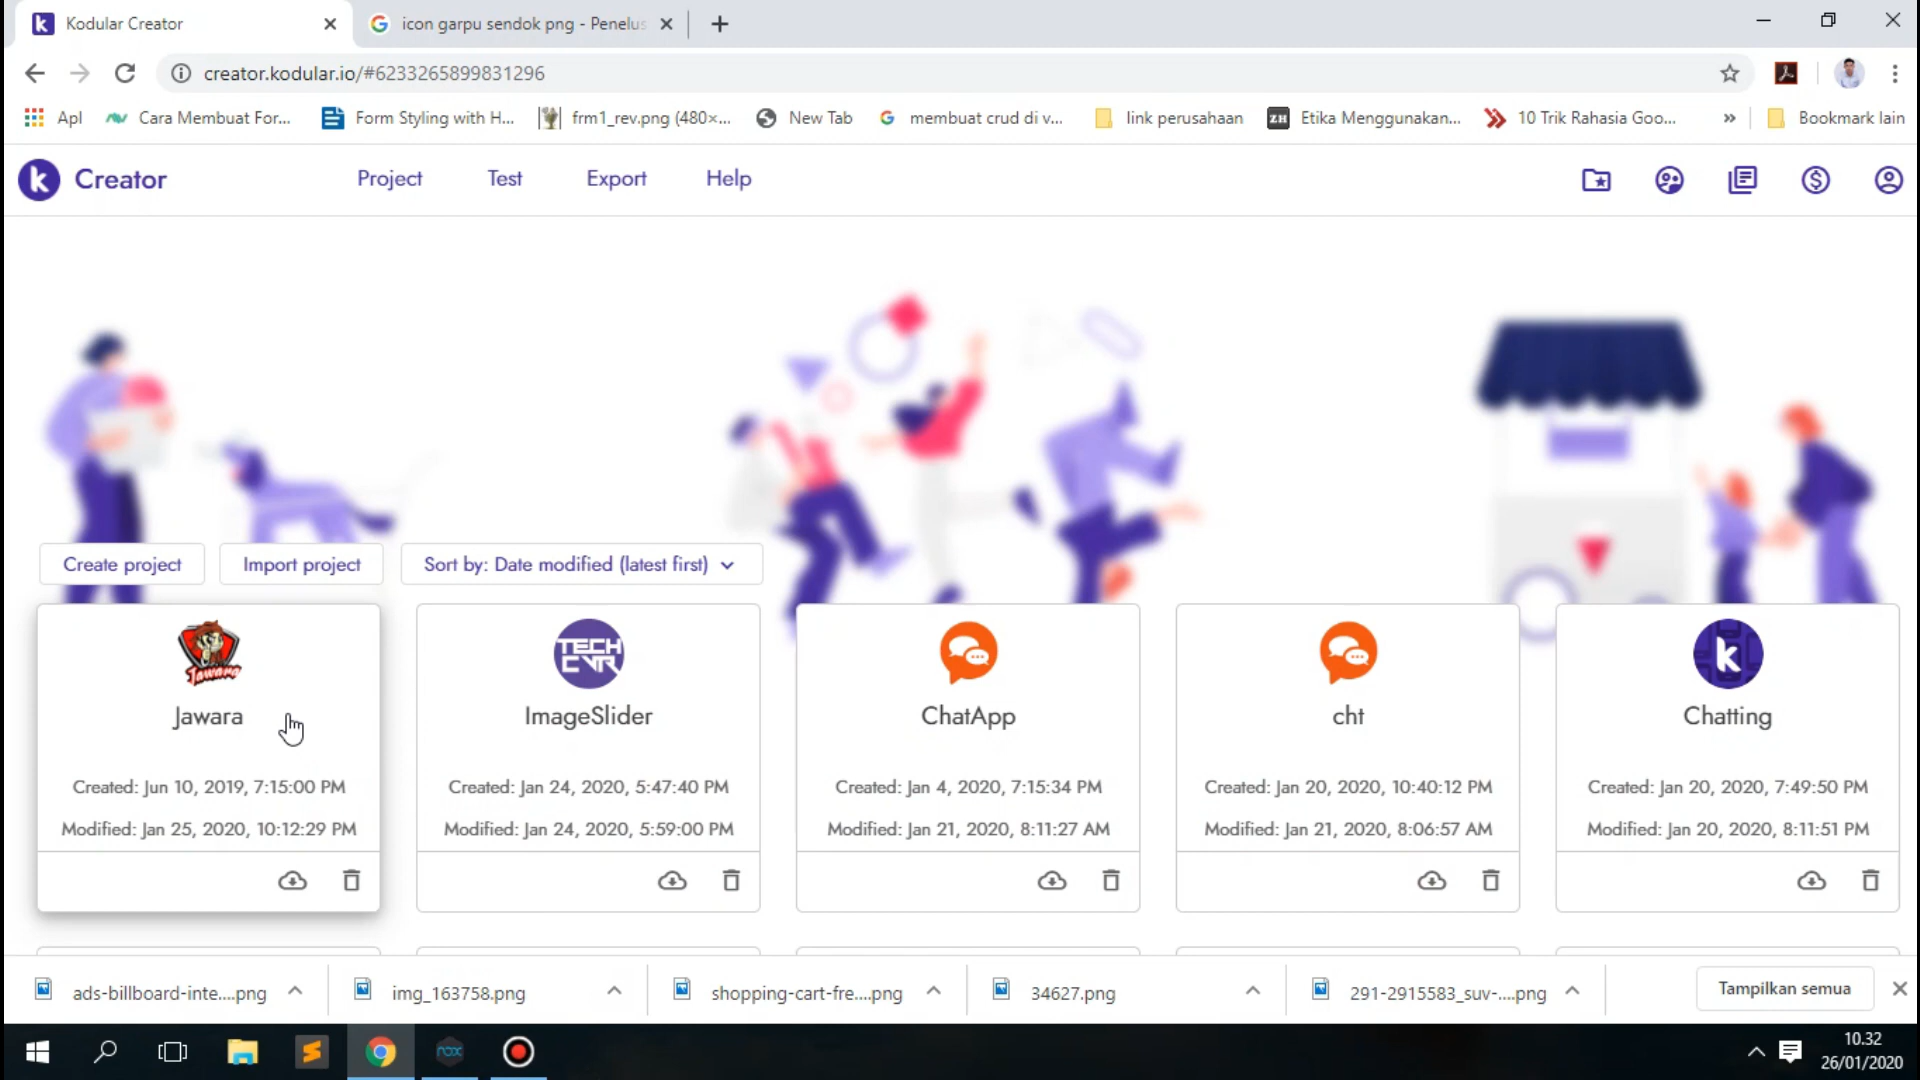 Kodular Creator
icon garpu sendok png - Penelus
creator.kodular.io/#6233265899831296
Apl
Cara Membuat For...
Form Styling with H...
frm1_rev.png (480×...
New Tab
membuat crud di v...
link perusahaan
ZH
Etika Menggunakan...
10 Trik Rahasia Goo...
Bookmark lain
k
Creator
Project
Test
Export
Help
Create project
Import project
Sort by: Date modified (latest first)
Jawara
Jawara
Created: Jun 10, 2019, 7:15:00 PM
Modified: Jan 25, 2020, 10:12:29 PM
TECH
CVR
ImageSlider
Created: Jan 24, 2020, 5:47:40 PM
Modified: Jan 24, 2020, 5:59:00 PM
ChatApp
Created: Jan 4, 2020, 7:15:34 PM
Modified: Jan 21, 2020, 8:11:27 AM
cht
Created: Jan 20, 2020, 10:40:12 PM
Modified: Jan 21, 2020, 8:06:57 AM
k
Chatting
Created: Jan 20, 2020, 7:49:50 PM
Modified: Jan 20, 2020, 8:11:51 PM
ads-billboard-inte....png
img_163758.png
shopping-cart-fre....png
34627.png
291-2915583_suv-....png
Tampilkan semua
nox
10.32
26/01/2020